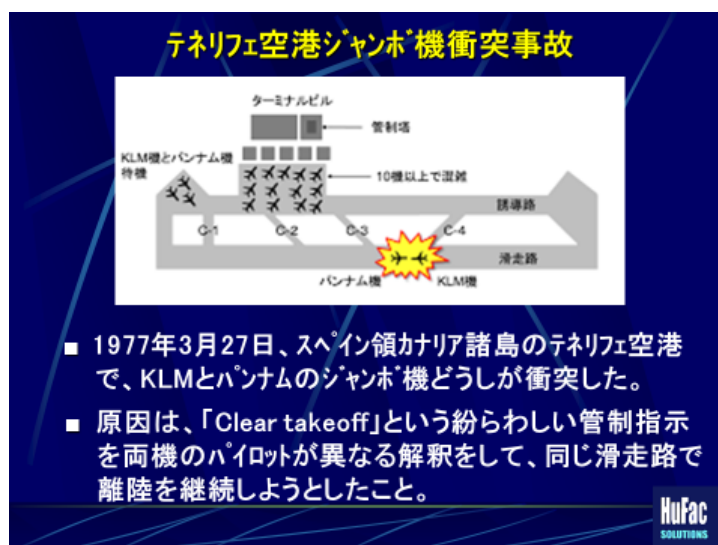 テネリフェ空港ジャンボ機衝突事故
ターミナルビル
管制塔
KLM機とパンナム機
待機
10機以上で混雑
誘導路
C-1 C-2 C-3 C-4
滑走路
パンナム機 KLM機
■ 1977年3月27日、スペイン領カナリア諸島のテネリフェ空港
で、KLMとパンナムのジャンボ機どうしが衝突した。
■ 原因は、「Clear takeoff」という紛らわしい管制指示
を両機のパイロットが異なる解釈をして、同じ滑走路で
離陸を継続しようとしたこと。
HuFac
SOLUTIONS